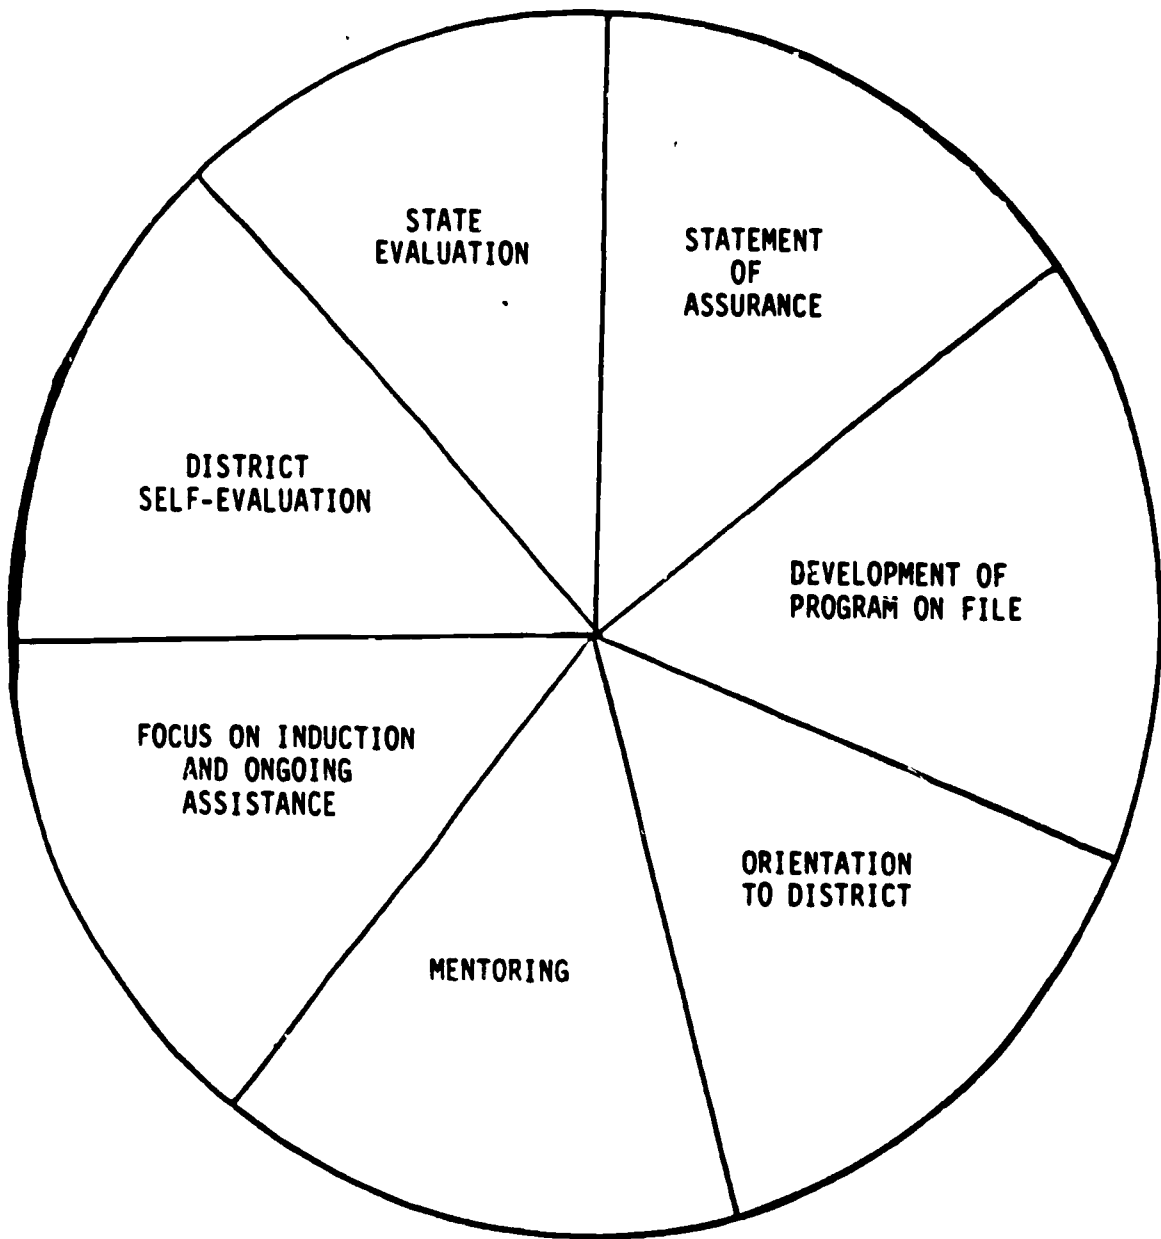 STATE
EVALUATION
STATEMENT
OF
ASSURANCE
DEVELOPMENT OF
PROGRAM ON FILE
ORIENTATION
TO DISTRICT
MENTORING
FOCUS ON INDUCTION
AND ONGOING
ASSISTANCE
DISTRICT
SELF-EVALUATION